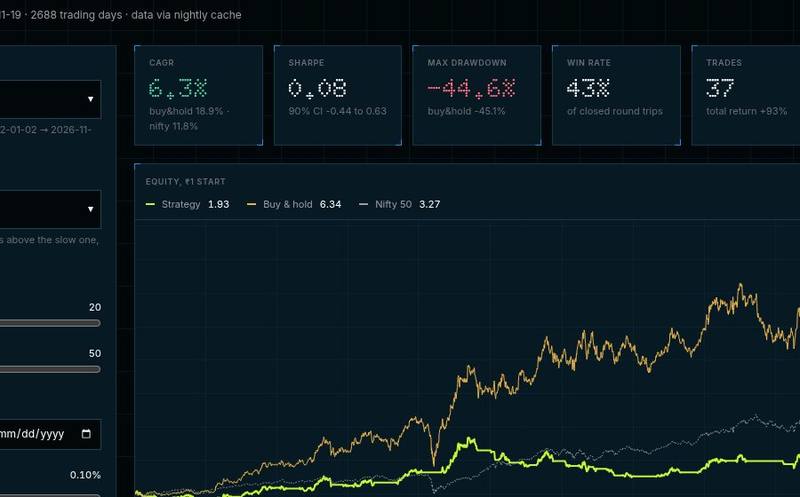 11-19 · 2688 trading days · data via nightly cache
CAGR
6.3%
buy&hold 18.9% ·
nifty 11.8%
SHARPE
0.08
90% CI -0.44 to 0.63
MAX DRAWDOWN
-44.6%
buy&hold -45.1%
WIN RATE
43%
of closed round trips
TRADES
37
total return +93%
2-01-02 → 2026-11-
s above the slow one,
20
50
mm/dd/yyyy
0.10%
EQUITY, ₹1 START
Strategy 1.93 Buy & hold 6.34 Nifty 50 3.27